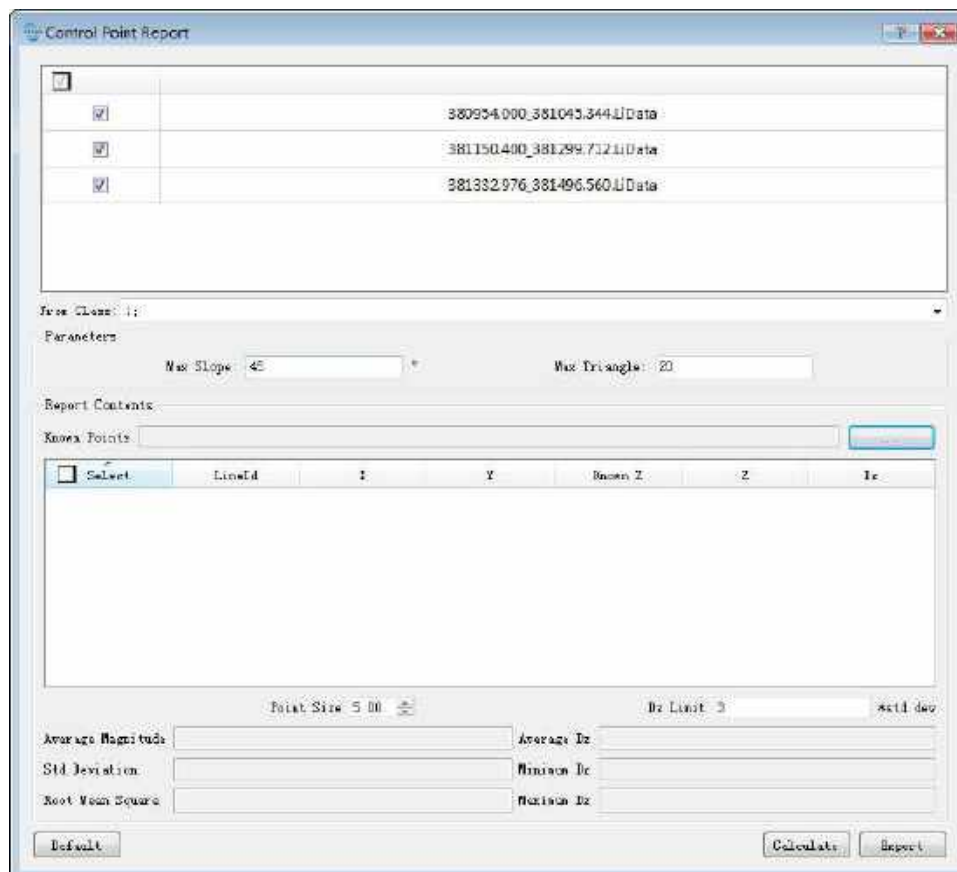 Control Point Report
380954.000_381045.344.LiData
381150.400_381299.712.LiData
381332.976_381496.560.LiData
From Class: 1;
Parameters
Max Slope: 45 °
Max Triangle: 20
Report Contents
Known Points
...
Select LineId X Y Known Z Z Dz
Point Size 5.00
Dz Limit 3 *std dev
Average Magnitude
Average Dz
Std Deviation
Minimum Dz
Root Mean Square
Maximum Dz
Default
Calculate
Report